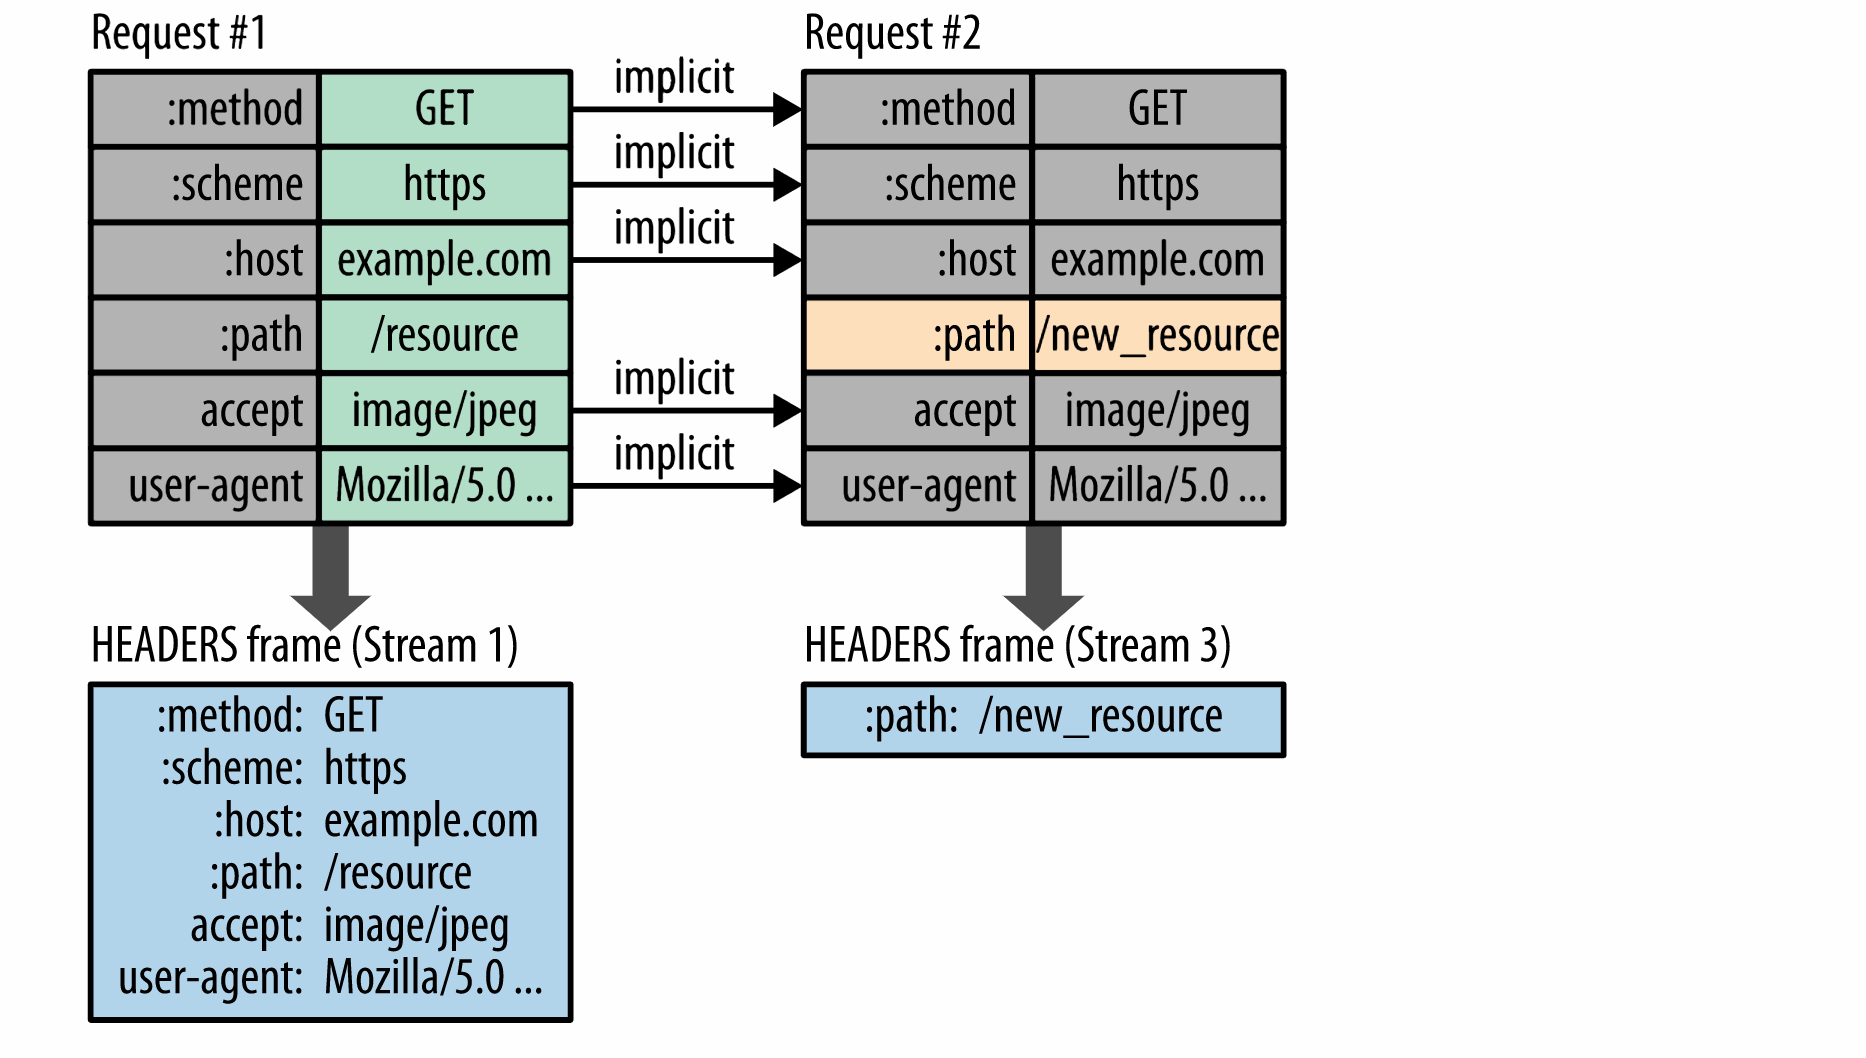 Request #1
:method GET
:scheme https
:host example.com
:path /resource
accept image/jpeg
user-agent Mozilla/5.0 ...
implicit
implicit
implicit
implicit
implicit
Request #2
:method GET
:scheme https
:host example.com
:path /new_resource
accept image/jpeg
user-agent Mozilla/5.0 ...
HEADERS frame (Stream 1)
:method: GET
:scheme: https
:host: example.com
:path: /resource
accept: image/jpeg
user-agent: Mozilla/5.0 ...
HEADERS frame (Stream 3)
:path: /new_resource